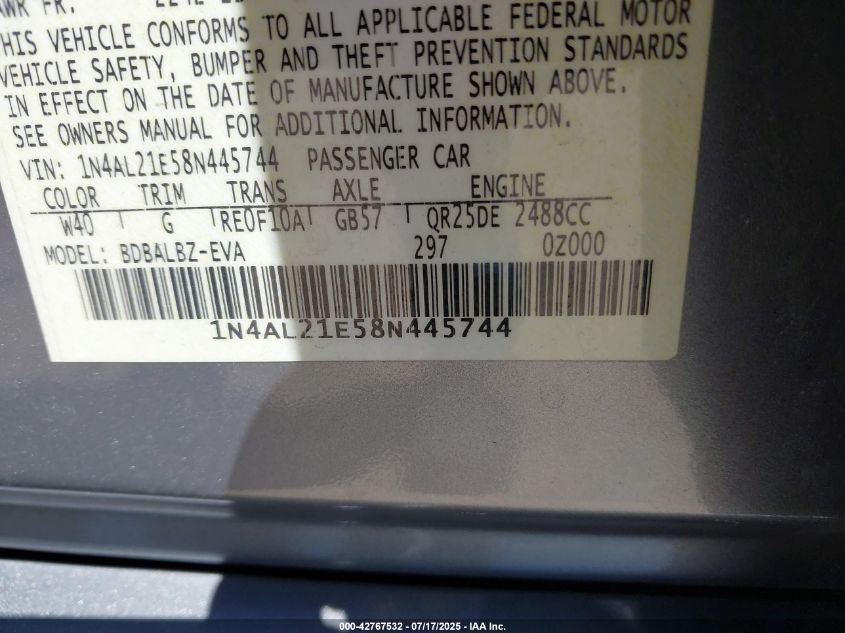 THIS VEHICLE CONFORMS TO ALL APPLICABLE FEDERAL MOTOR
VEHICLE SAFETY, BUMPER AND THEFT PREVENTION STANDARDS
IN EFFECT ON THE DATE OF MANUFACTURE SHOWN ABOVE.
SEE OWNERS MANUAL FOR ADDITIONAL INFORMATION.
VIN: 1N4AL21E58N445744 PASSENGER CAR
COLOR TRIM TRANS AXLE ENGINE
W40 G RE0F10A GB57 QR25DE 2488CC
MODEL: BDBALBZ-EVA 297 0Z000
1N4AL21E58N445744
000-42767532 - 07/17/2025 - IAA Inc.